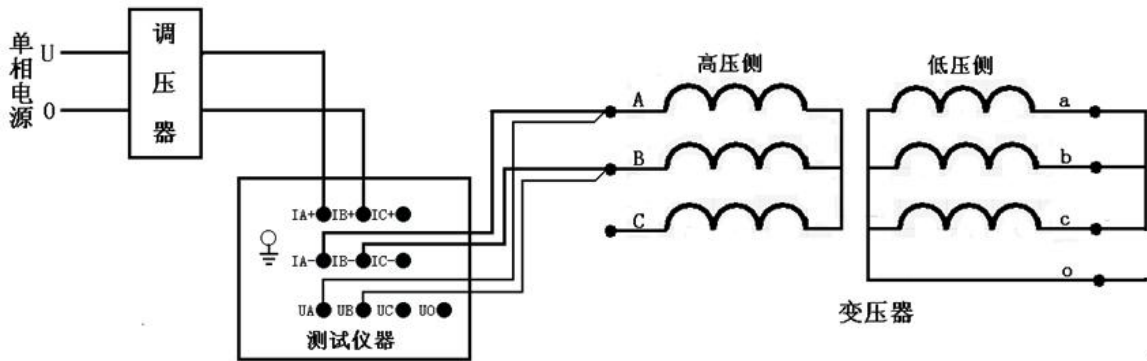 单相电源
U
0
调压器
高压侧
低压侧
A
B
C
a
b
c
o
IA+ IB+ IC+
IA- IB- IC-
UA UB UC UO
测试仪器
变压器